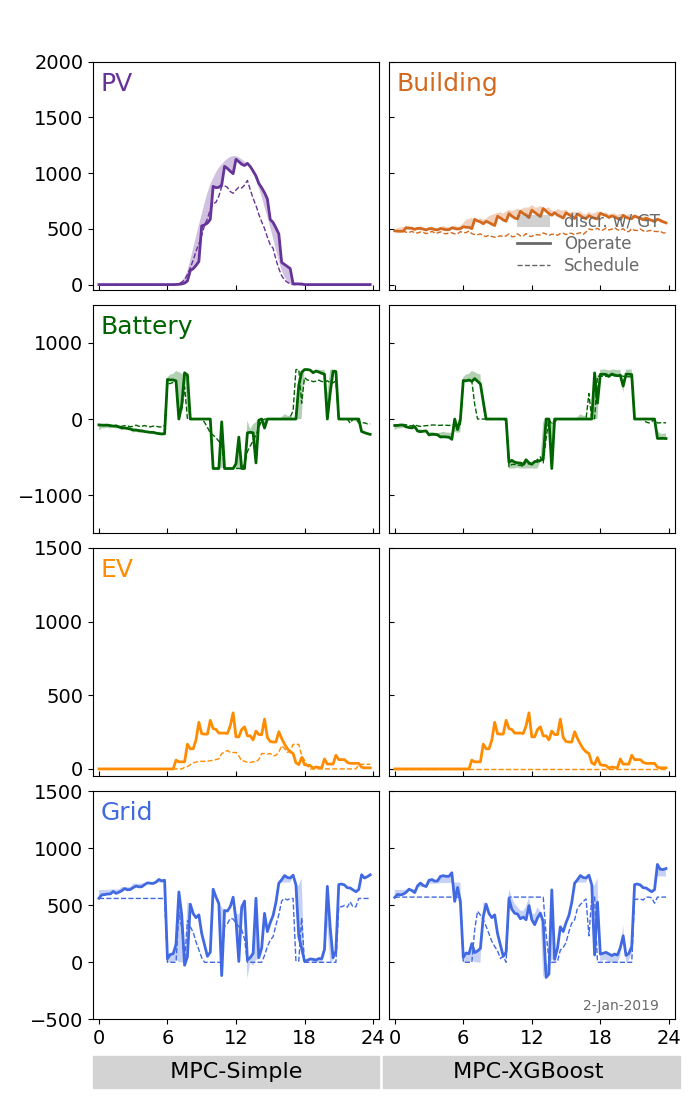 2000
1500
1000
500
0
PV
Building
discr. w/ GT
Operate
Schedule
1000
0
−1000
Battery
1500
1000
500
0
EV
1500
1000
500
0
−500
Grid
2-Jan-2019
0 6 12 18 24 0 6 12 18 24
MPC-Simple MPC-XGBoost